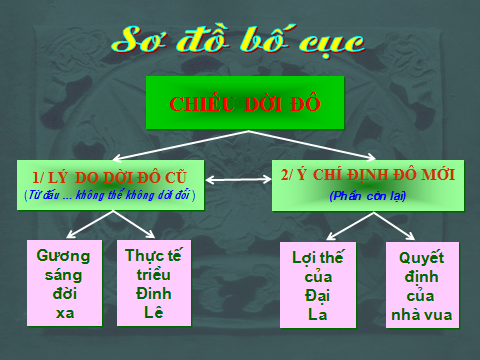 Sơ đồ bố cục
CHIẾU DỜI ĐÔ
1/ LÝ DO DỜI ĐÔ CŨ
(Từ đầu ... không thể không dời đổi )
2/ Ý CHÍ ĐỊNH ĐÔ MỚI
(Phần còn lại)
Gương
sáng
đời
xa
Thực tế
triều
Đinh
Lê
Lợi thế
của
Đại
La
Quyết
định
của
nhà vua